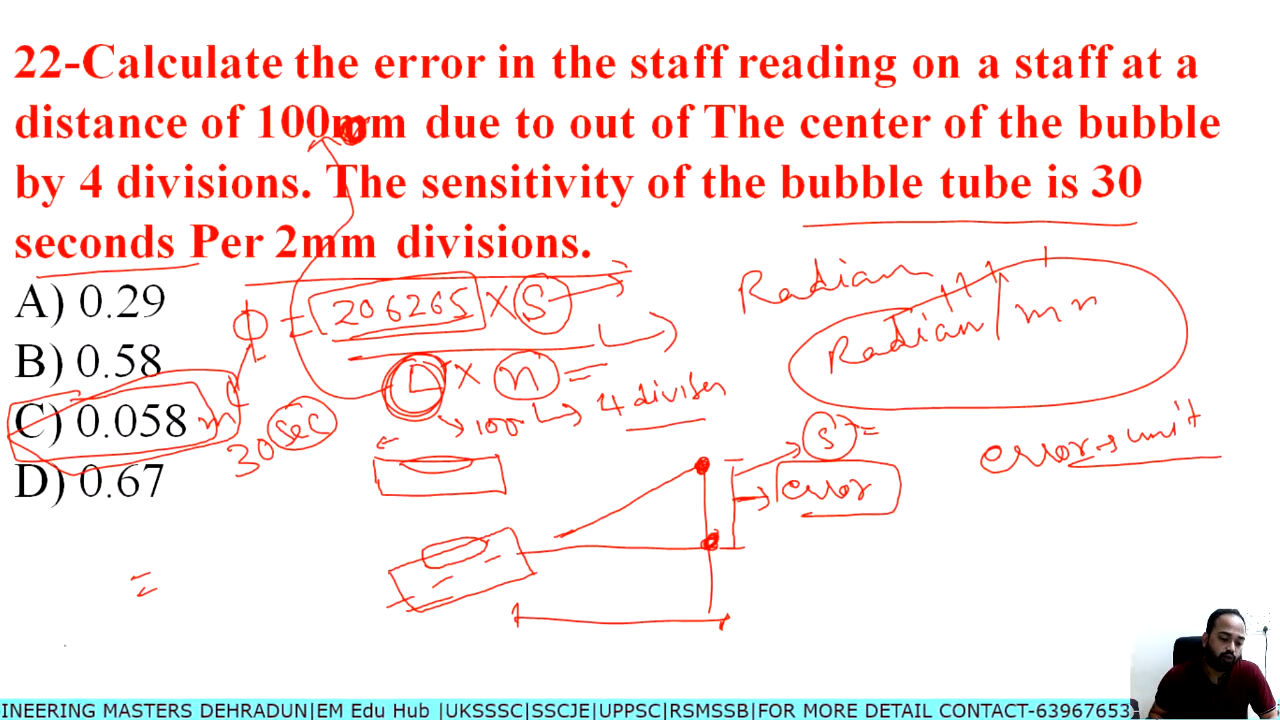 22-Calculate the error in the staff reading on a staff at a
distance of 100mm due to out of The center of the bubble
by 4 divisions. The sensitivity of the bubble tube is 30
seconds Per 2mm divisions.
A) 0.29
B) 0.58
C) 0.058 m
D) 0.67
Φ = 206265 × S
L × n =
100
4 division
30 sec
Radian
Radian/mm
S =
error
error → unit
=
INEERING MASTERS DEHRADUN|EM Edu Hub |UKSSSC|SSCJE|UPPSC|RSMSSB|FOR MORE DETAIL CONTACT-63967653